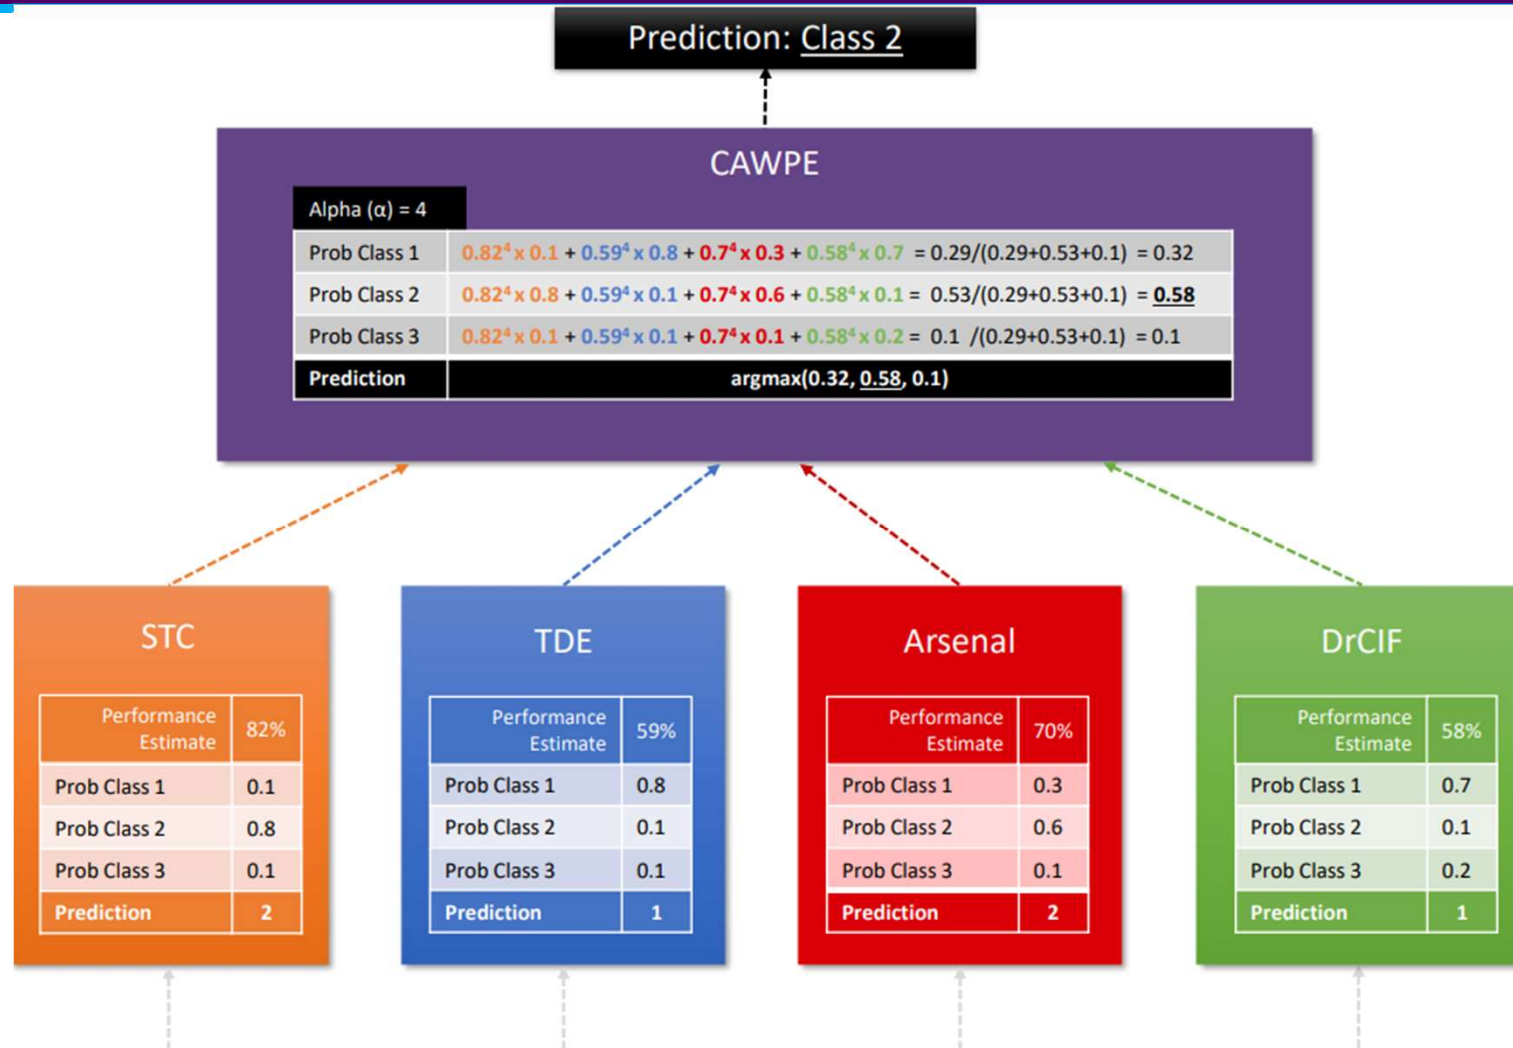 Prediction: Class 2
CAWPE
Alpha (α) = 4
Prob Class 1 0.82⁴ x 0.1 + 0.59⁴ x 0.8 + 0.7⁴ x 0.3 + 0.58⁴ x 0.7 = 0.29/(0.29+0.53+0.1) = 0.32
Prob Class 2 0.82⁴ x 0.8 + 0.59⁴ x 0.1 + 0.7⁴ x 0.6 + 0.58⁴ x 0.1 = 0.53/(0.29+0.53+0.1) = 0.58
Prob Class 3 0.82⁴ x 0.1 + 0.59⁴ x 0.1 + 0.7⁴ x 0.1 + 0.58⁴ x 0.2 = 0.1 /(0.29+0.53+0.1) = 0.1
Prediction argmax(0.32, 0.58, 0.1)
STC
Performance
Estimate 82%
Prob Class 1 0.1
Prob Class 2 0.8
Prob Class 3 0.1
Prediction 2
TDE
Performance
Estimate 59%
Prob Class 1 0.8
Prob Class 2 0.1
Prob Class 3 0.1
Prediction 1
Arsenal
Performance
Estimate 70%
Prob Class 1 0.3
Prob Class 2 0.6
Prob Class 3 0.1
Prediction 2
DrCIF
Performance
Estimate 58%
Prob Class 1 0.7
Prob Class 2 0.1
Prob Class 3 0.2
Prediction 1